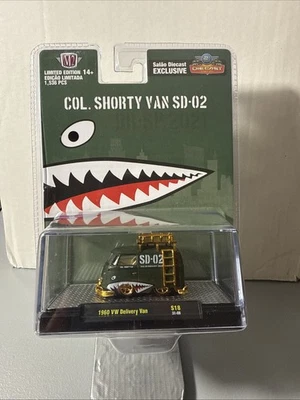 M2
LIMITED EDITION 14+
EDIÇÃO LIMITADA
1,536 PCS
Salão Diecast
EXCLUSIVE
COL. SHORTY VAN SD-02
SD-02
1960 VW Delivery Van
S18